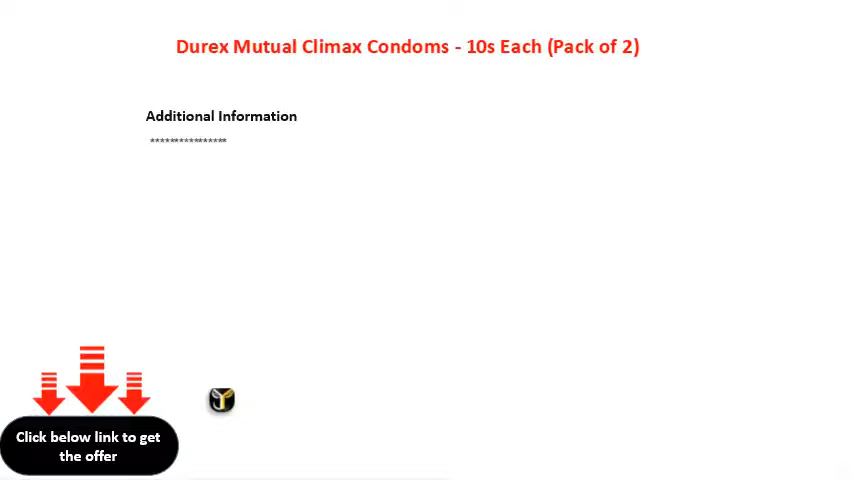 Durex Mutual Climax Condoms - 10s Each (Pack of 2)
Additional Information
****************
Click below link to get
the offer